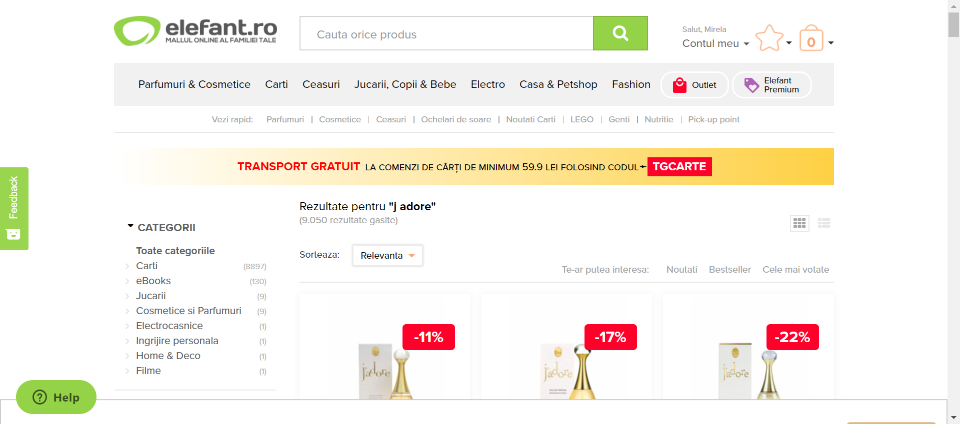 elefant.ro
MALLUL ONLINE AL FAMILIEI TALE
Cauta orice produs
Salut, Mirela
Contul meu
0
Parfumuri & Cosmetice
Carti
Ceasuri
Jucarii, Copii & Bebe
Electro
Casa & Petshop
Fashion
Outlet
Elefant Premium
Vezi rapid: Parfumuri | Cosmetice | Ceasuri | Ochelari de soare | Noutati Carti | LEGO | Genti | Nutritie | Pick-up point
TRANSPORT GRATUIT LA COMENZI DE CĂRȚI DE MINIMUM 59.9 LEI FOLOSIND CODUL TGCARTE
Feedback
Rezultate pentru "j adore"
(9.050 rezultate gasite)
CATEGORII
Toate categoriile
Carti (8897)
eBooks (130)
Jucarii (9)
Cosmetice si Parfumuri (9)
Electrocasnice (1)
Ingrijire personala (1)
Home & Deco (1)
Filme (1)
Sorteaza: Relevanta
Te-ar putea interesa: Noutati Bestseller Cele mai votate
-11%
-17%
-22%
j'adore
j'adore
j'adore
Help